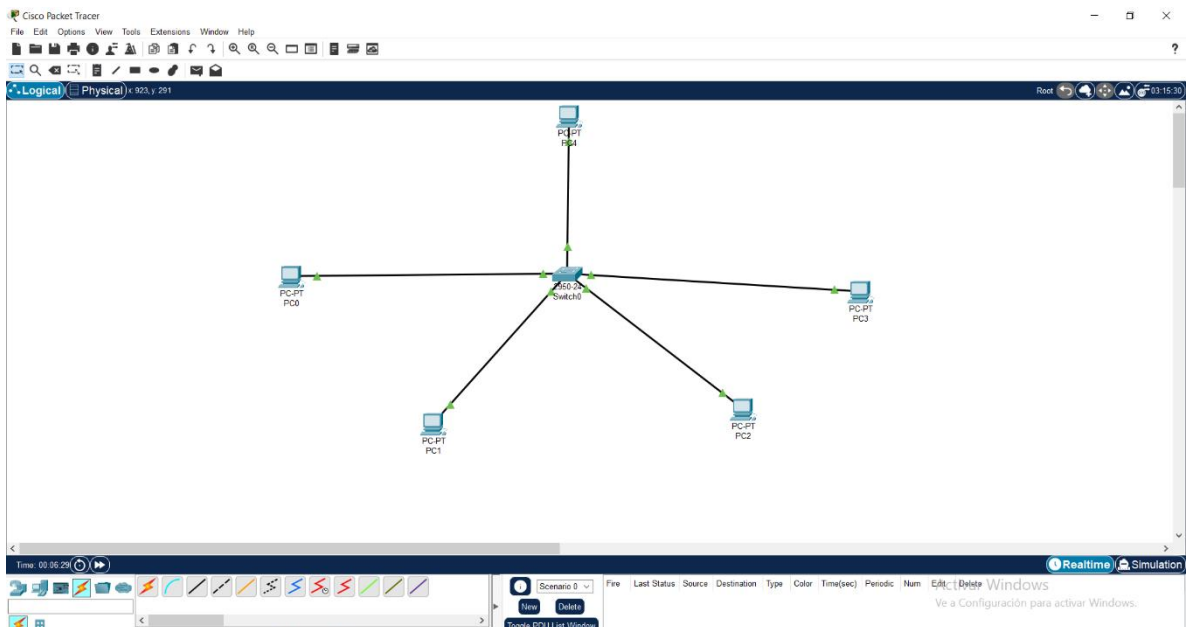 Cisco Packet Tracer
File Edit Options View Tools Extensions Window Help
?
Logical Physical x: 923, y: 291 Root 03:15:30
PC-PT
PC4
PC-PT
PC0
2950-24
Switch0
PC-PT
PC3
PC-PT
PC1
PC-PT
PC2
Time: 00:06:29 Realtime Simulation
Scenario 0 Fire Last Status Source Destination Type Color Time(sec) Periodic Num Edit Delete
New Delete
Toggle PDU List Window
Activar Windows
Ve a Configuración para activar Windows.